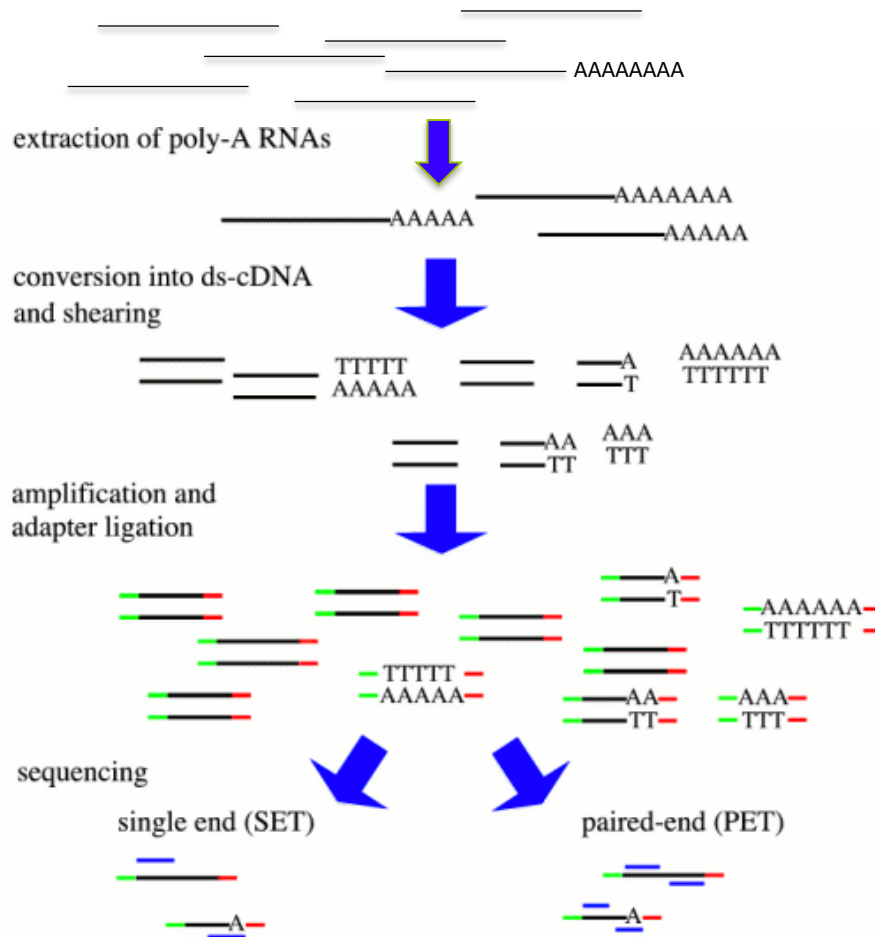 AAAAAAAA
extraction of poly-A RNAs
AAAAAAA
AAAAA
AAAAA
conversion into ds-cDNA
and shearing
TTTTT
AAAAA
A
T
AAAAAA
TTTTTT
AA
TT
AAA
TTT
amplification and
adapter ligation
A
T
AAAAAA
TTTTTT
TTTTT
AAAAA
AA
TT
AAA
TTT
sequencing
single end (SET)
paired-end (PET)
A
A